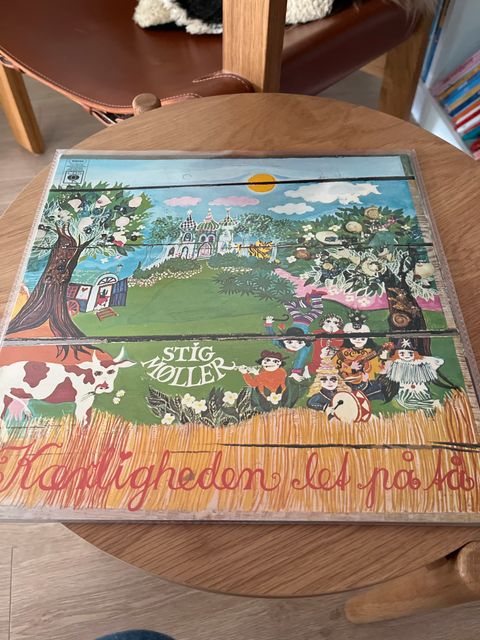 STIG
MØLLER
Kærligheden let på tå